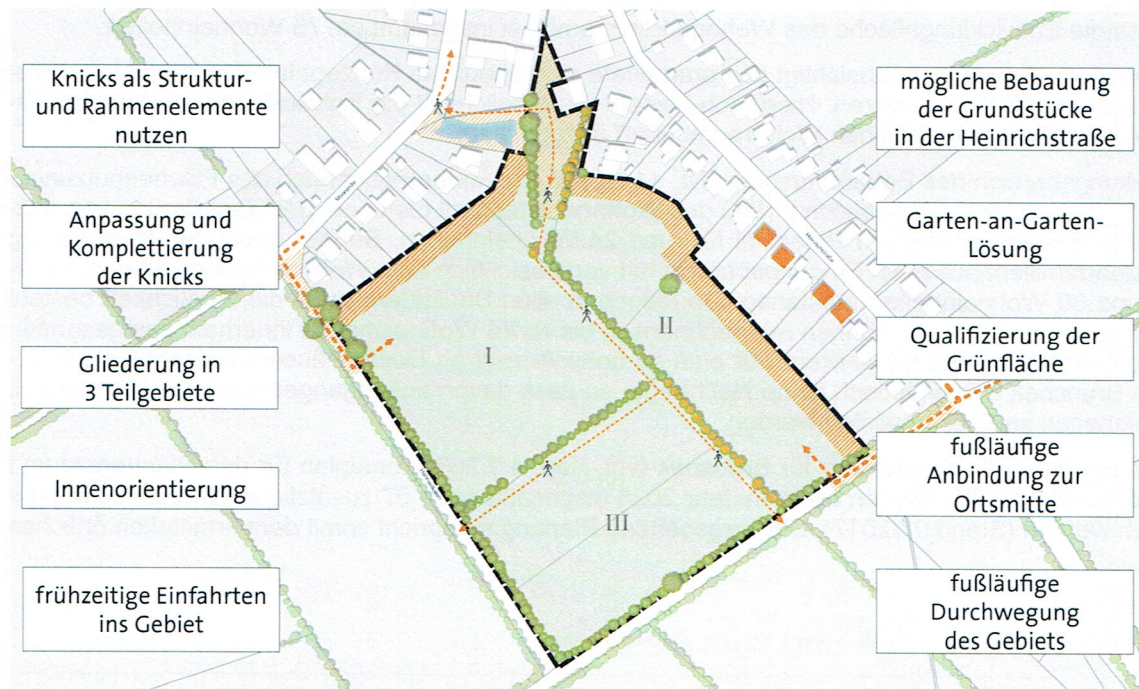 Knicks als Struktur-
und Rahmenelemente
nutzen
Anpassung und
Komplettierung
der Knicks
Gliederung in
3 Teilgebiete
Innenorientierung
frühzeitige Einfahrten
ins Gebiet
I
II
III
mögliche Bebauung
der Grundstücke
in der Heinrichstraße
Garten-an-Garten-
Lösung
Qualifizierung der
Grünfläche
fußläufige
Anbindung zur
Ortsmitte
fußläufige
Durchwegung
des Gebiets